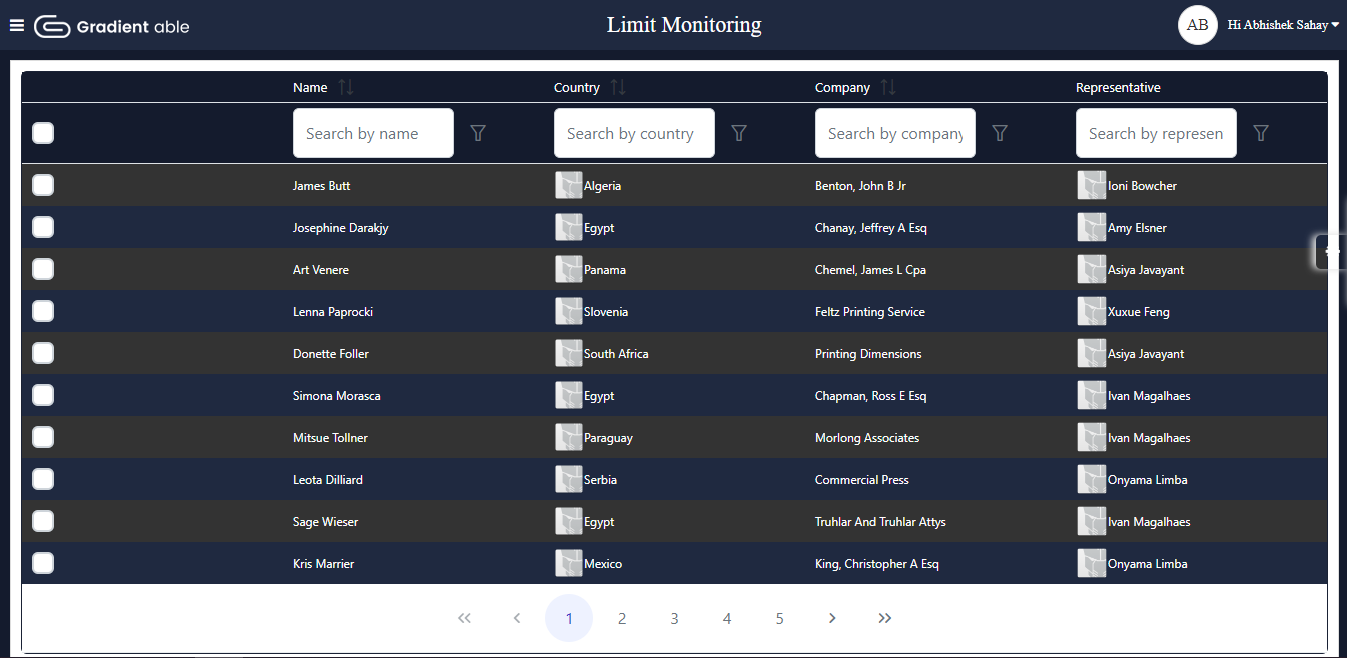 Gradient able
Limit Monitoring
AB
Hi Abhishek Sahay
Name Country Company Representative
Search by name Search by country Search by company Search by represen
James Butt Algeria Benton, John B Jr Ioni Bowcher
Josephine Darakjy Egypt Chanay, Jeffrey A Esq Amy Elsner
Art Venere Panama Chemel, James L Cpa Asiya Javayant
Lenna Paprocki Slovenia Feltz Printing Service Xuxue Feng
Donette Foller South Africa Printing Dimensions Asiya Javayant
Simona Morasca Egypt Chapman, Ross E Esq Ivan Magalhaes
Mitsue Tollner Paraguay Morlong Associates Ivan Magalhaes
Leota Dilliard Serbia Commercial Press Onyama Limba
Sage Wieser Egypt Truhlar And Truhlar Attys Ivan Magalhaes
Kris Marrier Mexico King, Christopher A Esq Onyama Limba
1 2 3 4 5